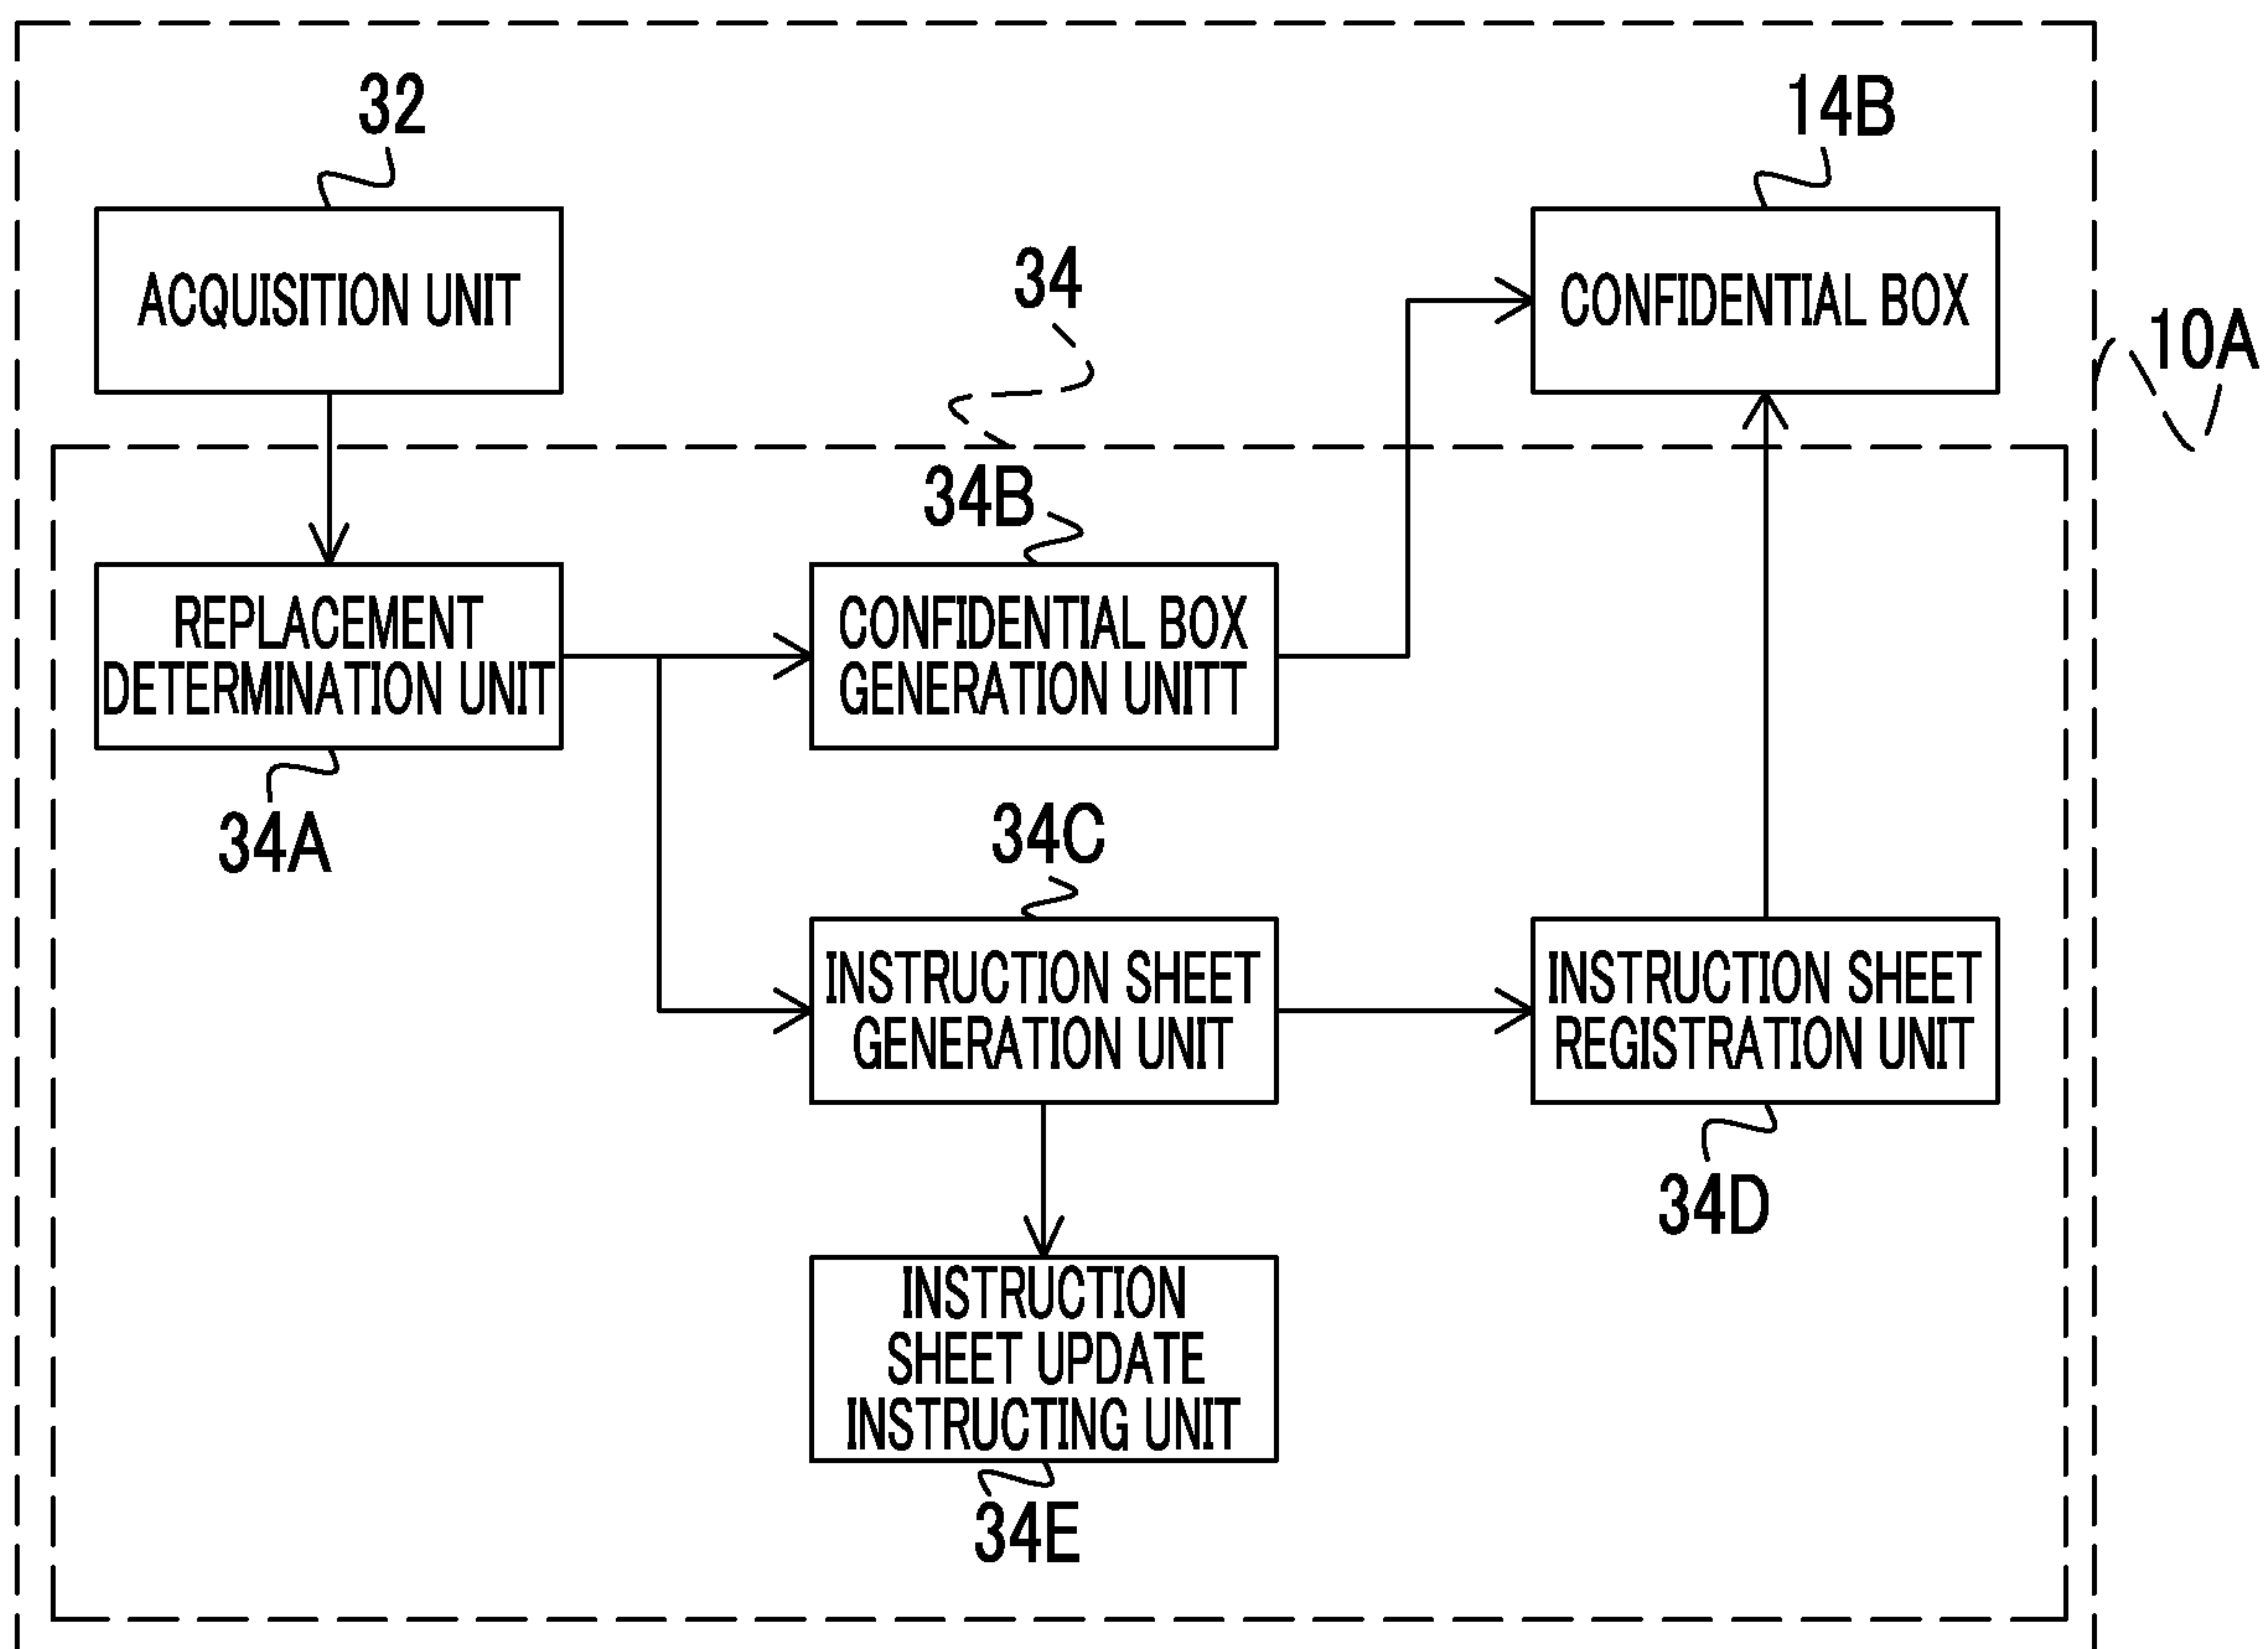 32
14B
ACQUISITION UNIT
34
CONFIDENTIAL BOX
10A
34B
REPLACEMENT
DETERMINATION UNIT
CONFIDENTIAL BOX
GENERATION UNITT
34A
34C
INSTRUCTION SHEET
GENERATION UNIT
INSTRUCTION SHEET
REGISTRATION UNIT
34D
INSTRUCTION
SHEET UPDATE
INSTRUCTING UNIT
34E